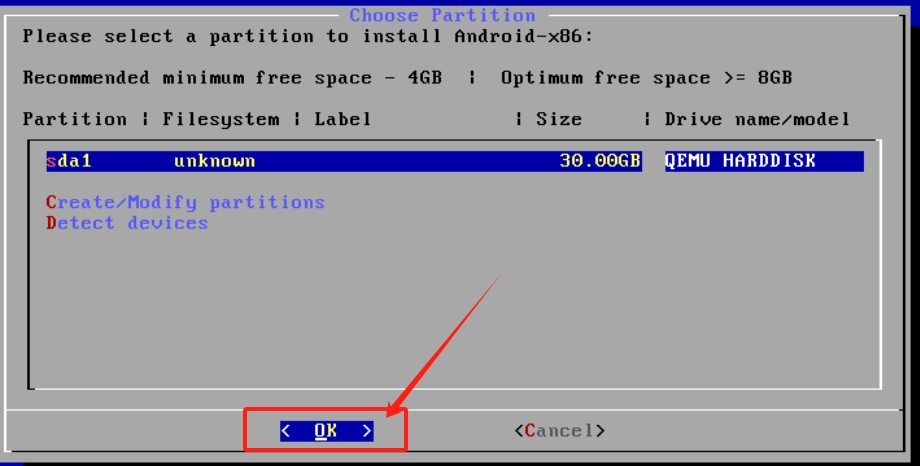 Choose Partition
Please select a partition to install Android-x86:
Recommended minimum free space - 4GB ¦ Optimum free space >= 8GB
Partition ¦ Filesystem ¦ Label ¦ Size ¦ Drive name/model
sda1 unknown 30.00GB QEMU HARDDISK
Create/Modify partitions
Detect devices
< OK > <Cancel>